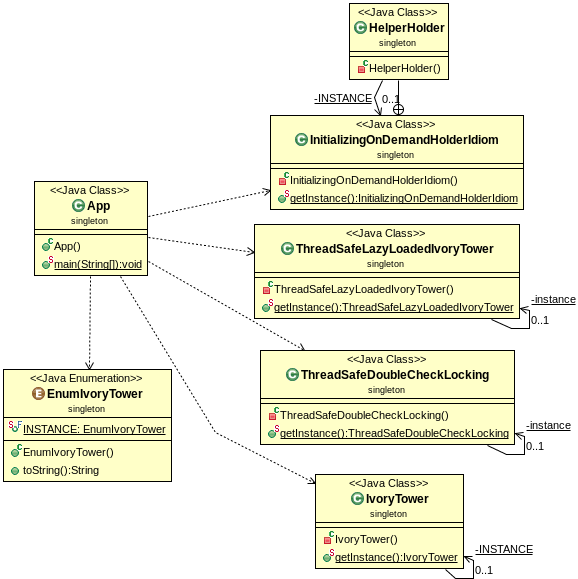 <<Java Class>>
HelperHolder
singleton
HelperHolder()
-INSTANCE
0..1
<<Java Class>>
InitializingOnDemandHolderIdiom
singleton
InitializingOnDemandHolderIdiom()
getInstance():InitializingOnDemandHolderIdiom
<<Java Class>>
App
singleton
App()
main(String[]):void
<<Java Class>>
ThreadSafeLazyLoadedIvoryTower
singleton
ThreadSafeLazyLoadedIvoryTower()
getInstance():ThreadSafeLazyLoadedIvoryTower
-instance
0..1
<<Java Class>>
ThreadSafeDoubleCheckLocking
singleton
ThreadSafeDoubleCheckLocking()
getInstance():ThreadSafeDoubleCheckLocking
-instance
0..1
<<Java Enumeration>>
EnumIvoryTower
singleton
INSTANCE: EnumIvoryTower
EnumIvoryTower()
toString():String
<<Java Class>>
IvoryTower
singleton
IvoryTower()
getInstance():IvoryTower
-INSTANCE
0..1